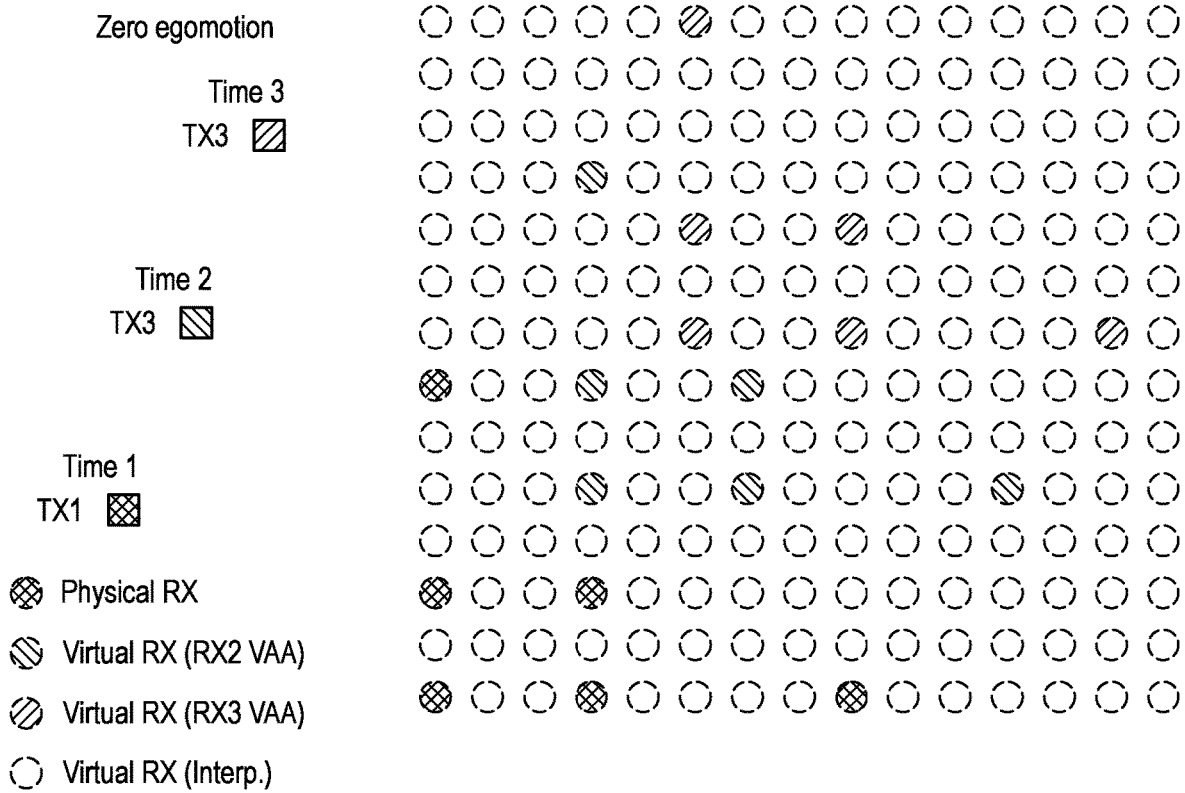 Zero egomotion
Time 3
TX3
Time 2
TX3
Time 1
TX1
Physical RX
Virtual RX (RX2 VAA)
Virtual RX (RX3 VAA)
Virtual RX (Interp.)